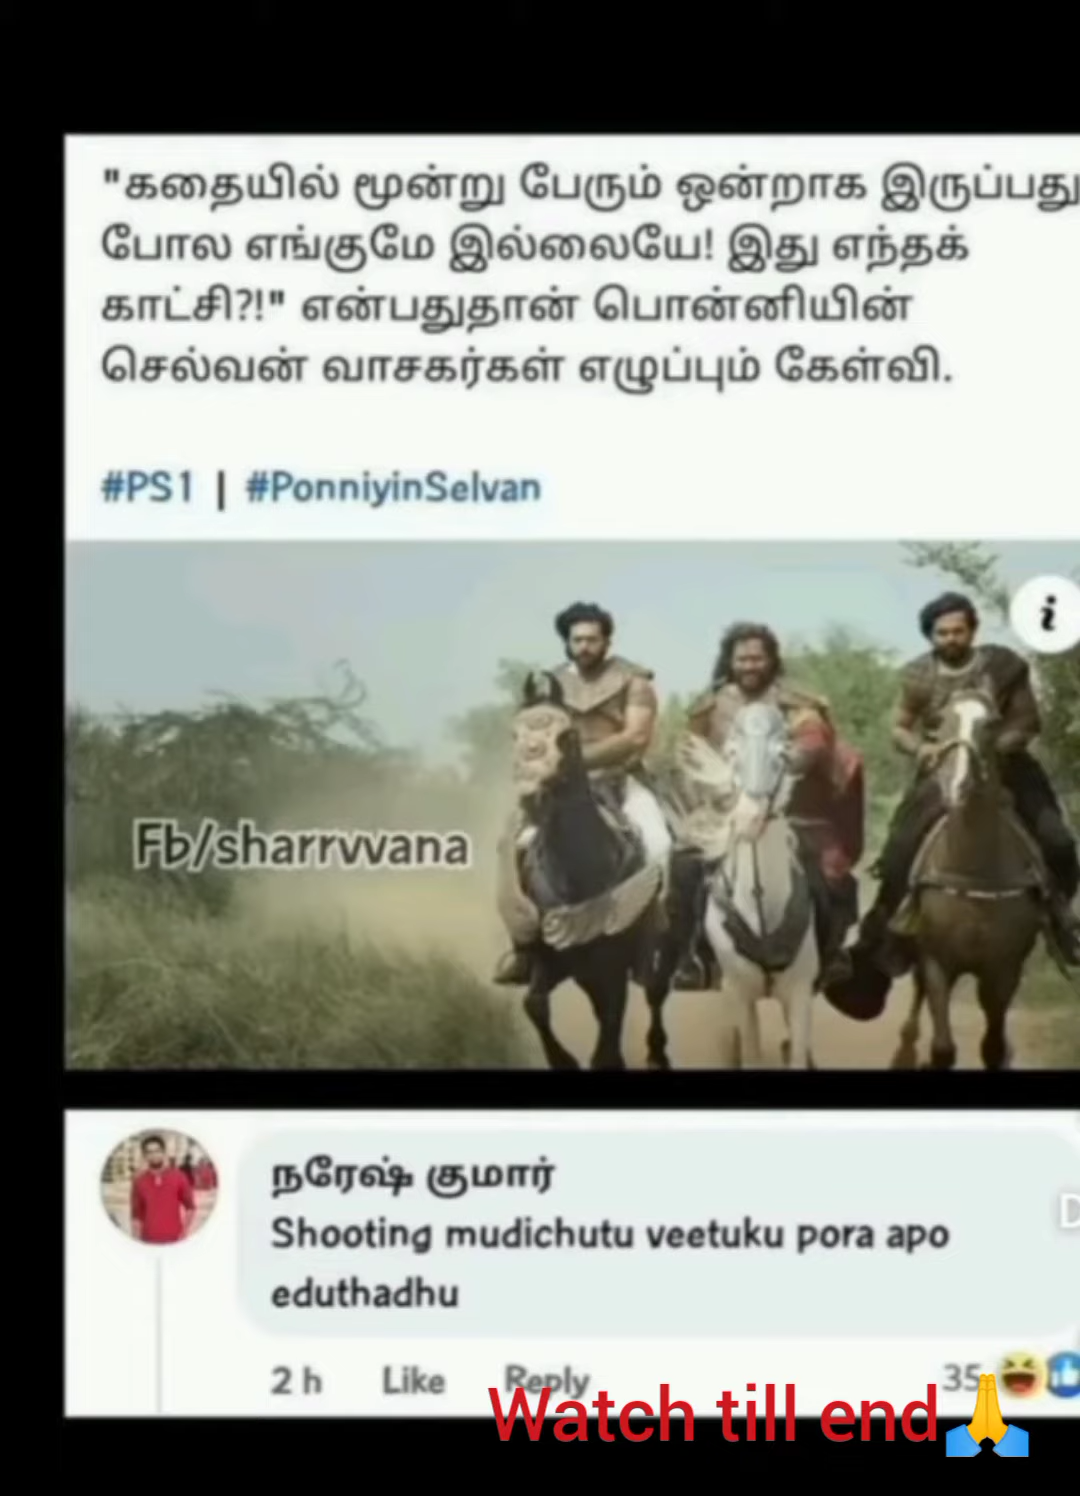 "கதையில் மூன்று பேரும் ஒன்றாக இருப்பது
போல எங்குமே இல்லையே! இது எந்தக்
காட்சி?!" என்பதுதான் பொன்னியின்
செல்வன் வாசகர்கள் எழுப்பும் கேள்வி.
#PS1 | #PonniyinSelvan
i
Fb/sharrvvana
நரேஷ் குமார்
Shooting mudichutu veetuku pora apo
eduthadhu
2 h Like Reply 35
Watch till end🙏